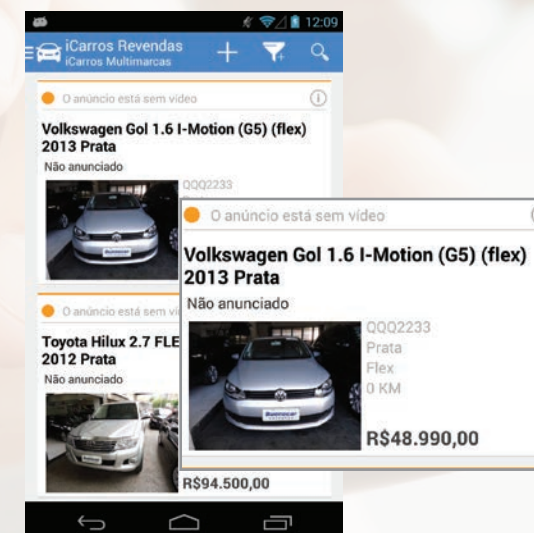 12:09
iCarros Revendas
iCarros Multimarcas
O anúncio está sem vídeo
Volkswagen Gol 1.6 I-Motion (G5) (flex)
2013 Prata
Não anunciado
QQQ2233
O anúncio está sem
Toyota Hilux 2.7 FLE
2012 Prata
Não anunciado
R$94.500,00
O anúncio está sem vídeo
Volkswagen Gol 1.6 I-Motion (G5) (flex)
2013 Prata
Não anunciado
QQQ2233
Prata
Flex
0 KM
R$48.990,00